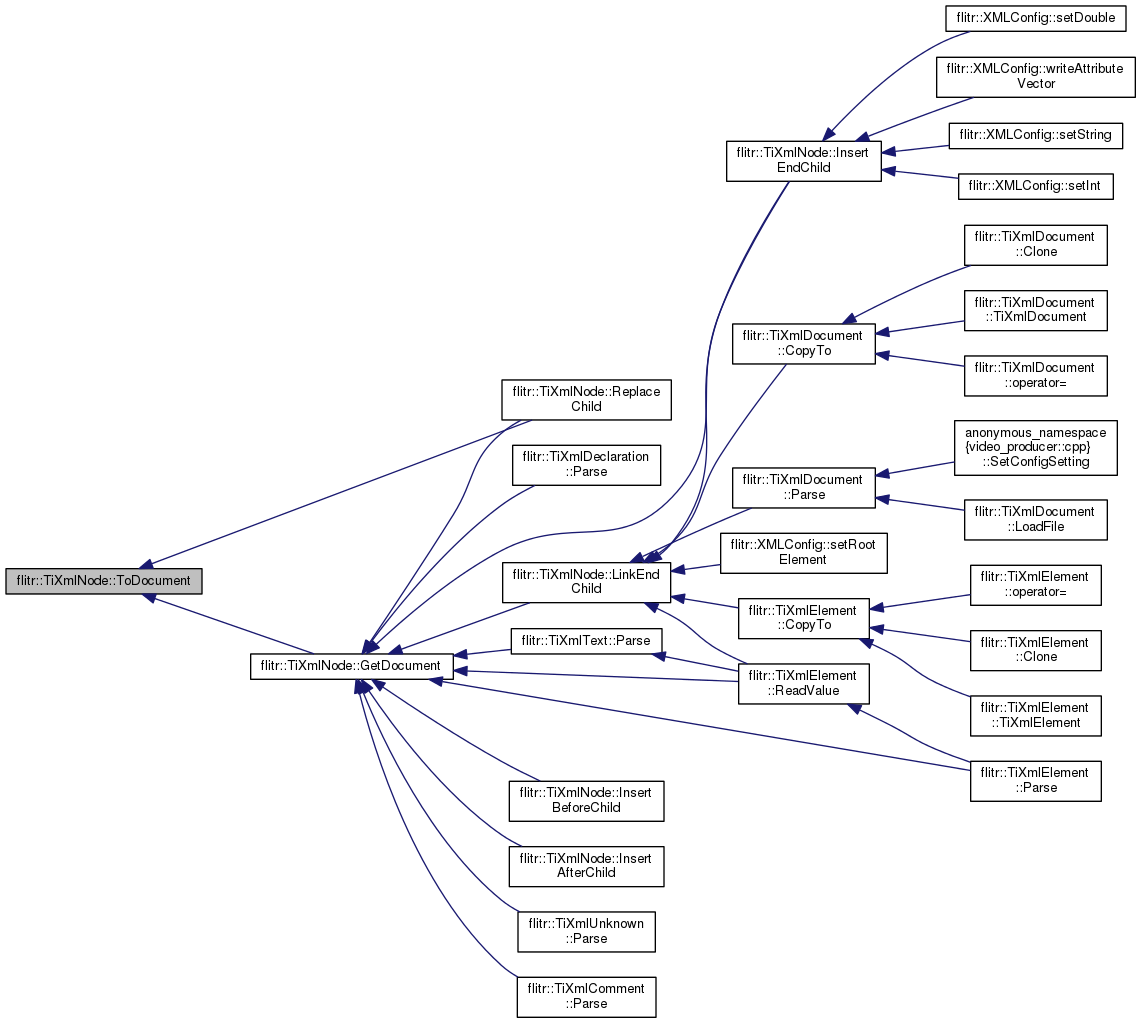 flitr::XMLConfig::setDouble
flitr::XMLConfig::writeAttribute
Vector
flitr::XMLConfig::setString
flitr::TiXmlNode::Insert
EndChild
flitr::XMLConfig::setInt
flitr::TiXmlDocument
::Clone
flitr::TiXmlDocument
::TiXmlDocument
flitr::TiXmlDocument
::CopyTo
flitr::TiXmlDocument
::operator=
flitr::TiXmlNode::Replace
Child
anonymous_namespace
{video_producer::cpp}
::SetConfigSetting
flitr::TiXmlDeclaration
::Parse
flitr::TiXmlDocument
::Parse
flitr::TiXmlDocument
::LoadFile
flitr::XMLConfig::setRoot
Element
flitr::TiXmlNode::ToDocument
flitr::TiXmlNode::LinkEnd
Child
flitr::TiXmlElement
::operator=
flitr::TiXmlElement
::CopyTo
flitr::TiXmlText::Parse
flitr::TiXmlElement
::Clone
flitr::TiXmlNode::GetDocument
flitr::TiXmlElement
::ReadValue
flitr::TiXmlElement
::TiXmlElement
flitr::TiXmlElement
::Parse
flitr::TiXmlNode::Insert
BeforeChild
flitr::TiXmlNode::Insert
AfterChild
flitr::TiXmlUnknown
::Parse
flitr::TiXmlComment
::Parse